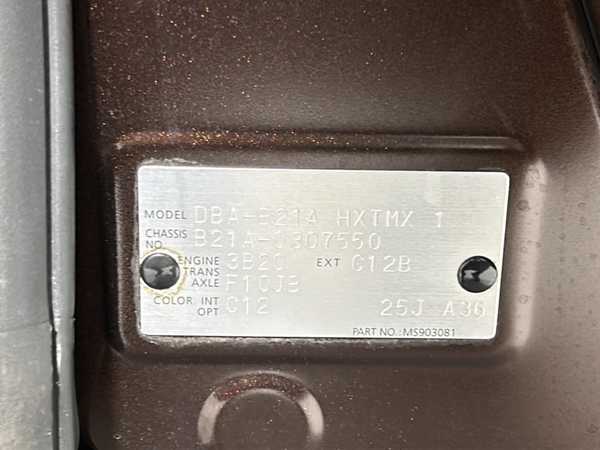 MODEL DBA-B21A HXTMX 1
CHASSIS NO. B21A-0307550
ENGINE 3B20 EXT C12B
TRANS AXLE F1CJB
COLOR. INT C12
OPT 25J A36
PART NO.: MS903081